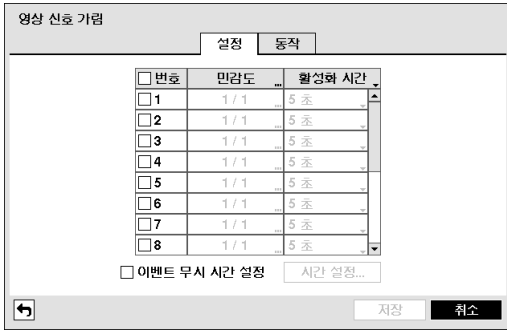 영상 신호 가림
설정 동작
번호 민감도 ... 활성화 시간
1 1 / 1 ... 5 초
2 1 / 1 ... 5 초
3 1 / 1 ... 5 초
4 1 / 1 ... 5 초
5 1 / 1 ... 5 초
6 1 / 1 ... 5 초
7 1 / 1 ... 5 초
8 1 / 1 ... 5 초
이벤트 무시 시간 설정 시간 설정...
저장 취소